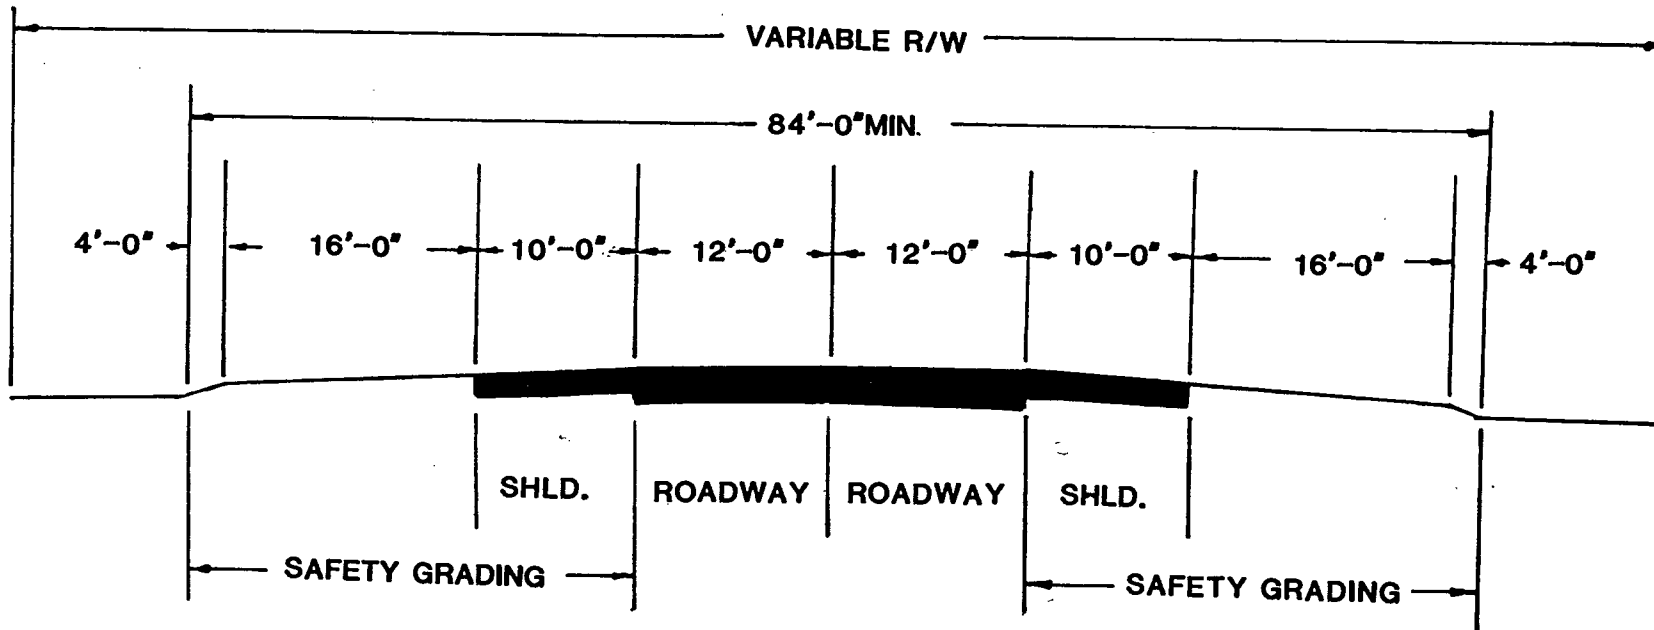 VARIABLE R/W
84'-0"MIN.
4'-0" 16'-0" 10'-0" 12'-0" 12'-0" 10'-0" 16'-0" 4'-0"
SHLD. ROADWAY ROADWAY SHLD.
SAFETY GRADING SAFETY GRADING